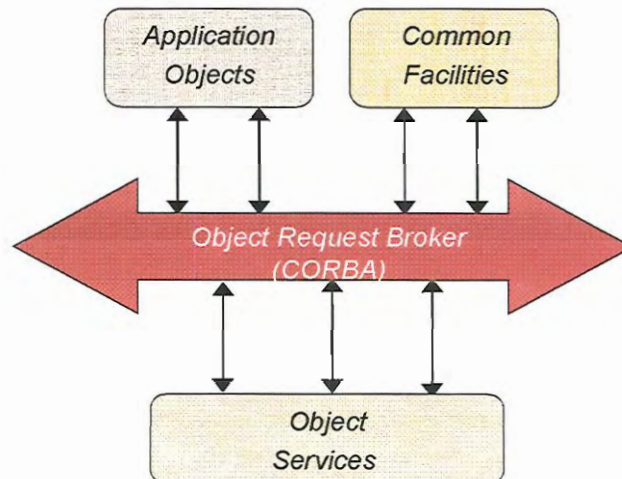 Application
Objects
Common
Facilities
Object Request Broker
(CORBA)
Object
Services